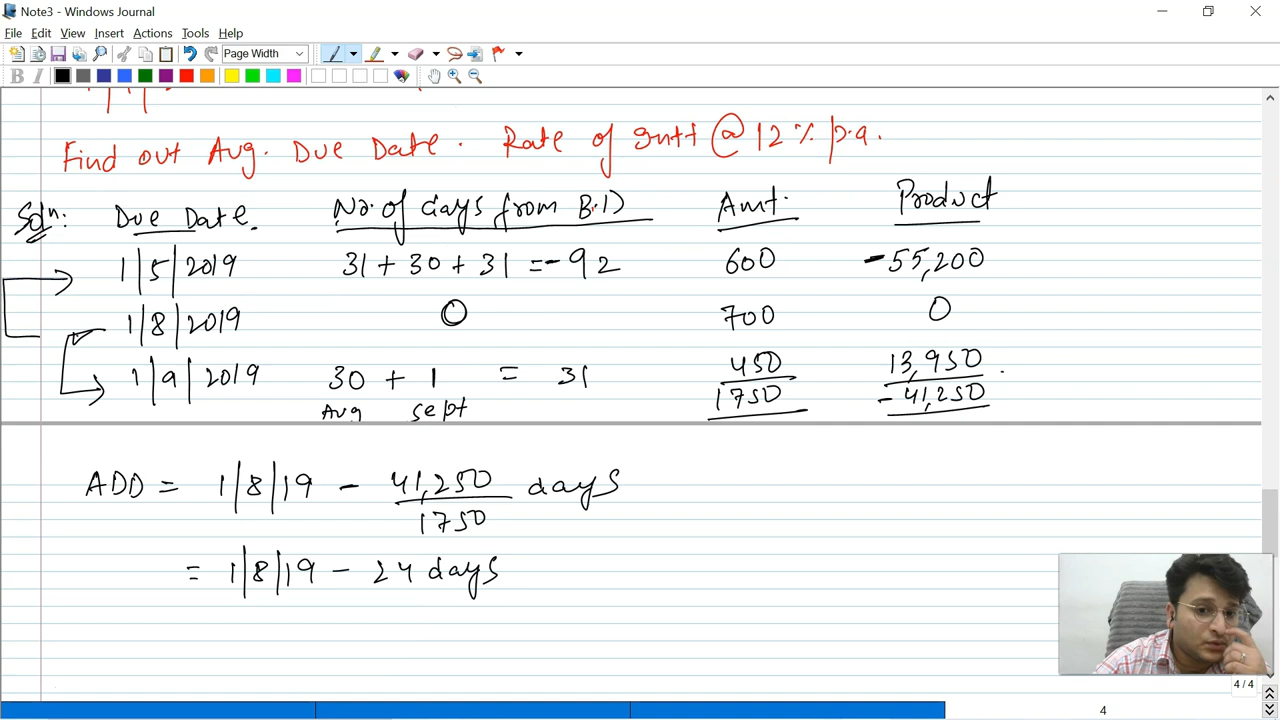 Note3 - Windows Journal
File Edit View Insert Actions Tools Help
Page Width
B I
Find out Avg. Due Date. Rate of Intt @ 12% p.a.
Soln: Due Date. No. of days from B.D Amt. Product
1|5|2019 31 + 30 + 31 = -92 600 -55,200
1|8|2019 0 700 0
1|9|2019 30 + 1 = 31 450 13,950
Aug Sept 1750 - 41,250
ADD = 1|8|19 - 41,250 days
1750
= 1|8|19 - 24 days
4 / 4
4